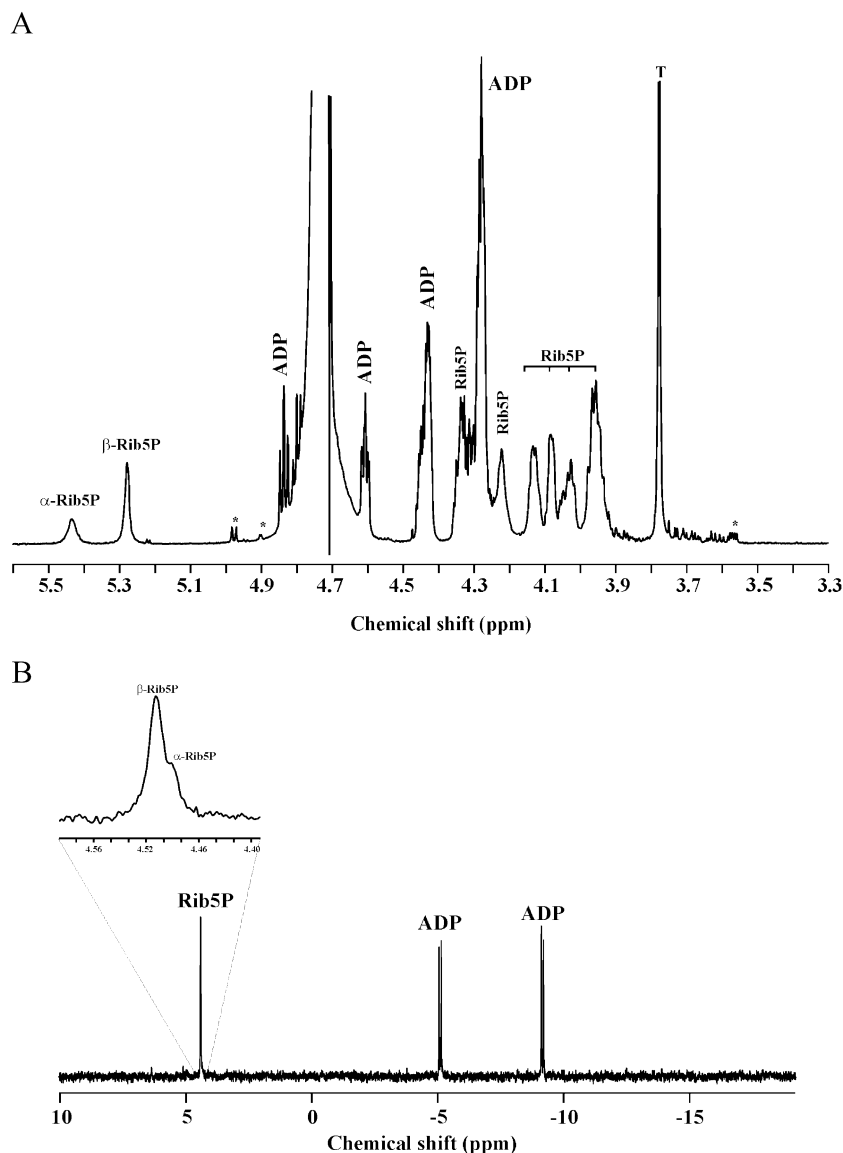 A
ADP
T
ADP
ADP
ADP
Rib5P
Rib5P
Rib5P
β-Rib5P
α-Rib5P
*
*
*
5.5 5.3 4.9 4.7 4.5 4.3 4.1 3.9 3.7 3.5 3.3
Chemical shift (ppm)
B
β-Rib5P
α-Rib5P
4.56 4.52 4.46 4.40
Rib5P
ADP
ADP
10 5 0 -5 -10 -15
Chemical shift (ppm)